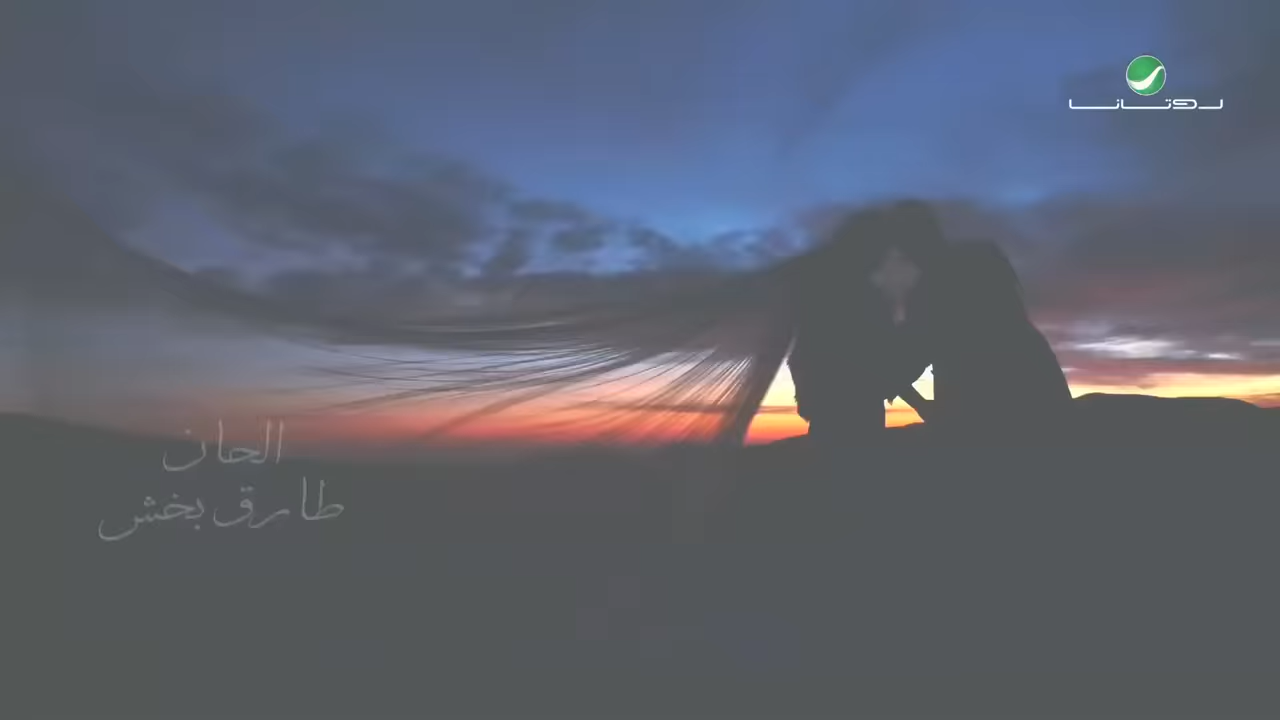 روتانا
الحان
طارق بخش